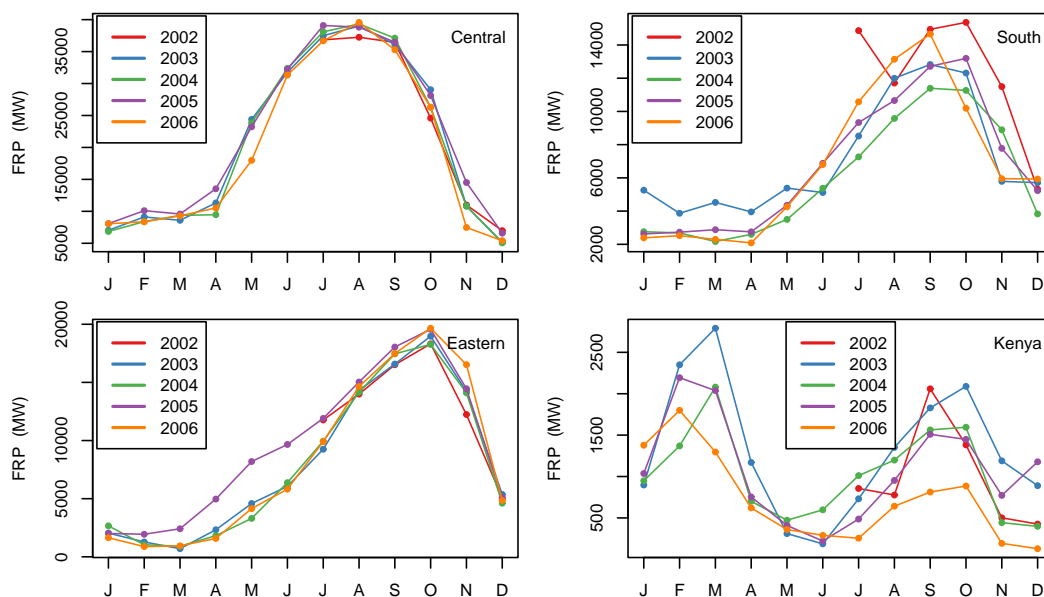 Central
2002
2003
2004
2005
2006
FRP (MW)
5000 15000 25000 35000
J F M A M J J A S O N D
South
2002
2003
2004
2005
2006
FRP (MW)
2000 6000 10000 14000
J F M A M J J A S O N D
Eastern
2002
2003
2004
2005
2006
FRP (MW)
0 5000 10000 20000
J F M A M J J A S O N D
Kenya
2002
2003
2004
2005
2006
FRP (MW)
500 1500 2500
J F M A M J J A S O N D